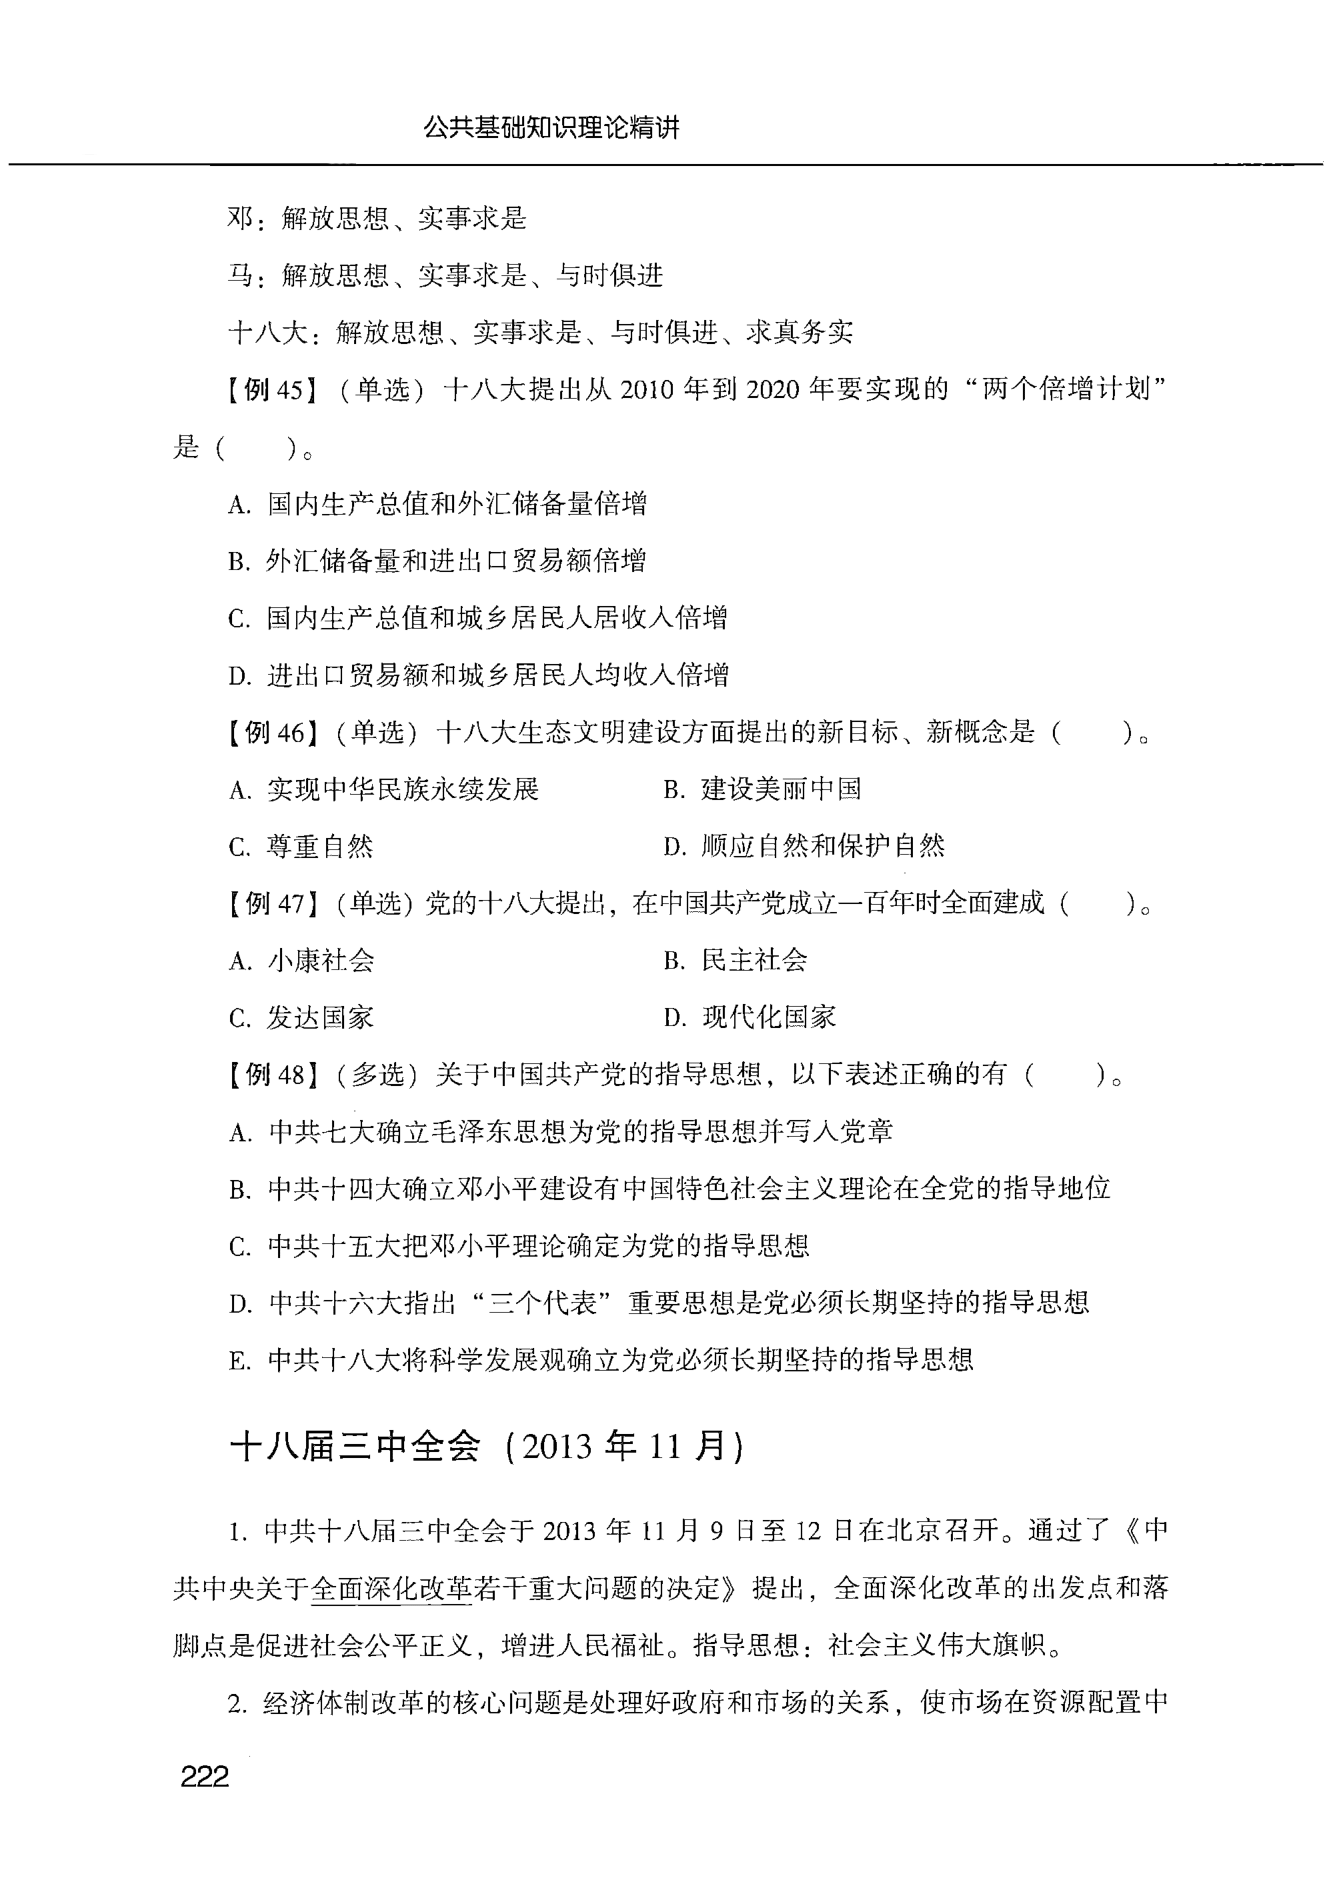 公共基础知识理论精讲
邓：解放思想、实事求是
马：解放思想、实事求是、与时俱进
十八大：解放思想、实事求是、与时俱进、求真务实
【例 45】（单选）十八大提出从 2010 年到 2020 年要实现的“两个倍增计划”
是（　　）。
A. 国内生产总值和外汇储备量倍增
B. 外汇储备量和进出口贸易额倍增
C. 国内生产总值和城乡居民人居收入倍增
D. 进出口贸易额和城乡居民人均收入倍增
【例 46】（单选）十八大生态文明建设方面提出的新目标、新概念是（　　）。
A. 实现中华民族永续发展　　B. 建设美丽中国
C. 尊重自然　　D. 顺应自然和保护自然
【例 47】（单选）党的十八大提出，在中国共产党成立一百年时全面建成（　　）。
A. 小康社会　　B. 民主社会
C. 发达国家　　D. 现代化国家
【例 48】（多选）关于中国共产党的指导思想，以下表述正确的有（　　）。
A. 中共七大确立毛泽东思想为党的指导思想并写入党章
B. 中共十四大确立邓小平建设有中国特色社会主义理论在全党的指导地位
C. 中共十五大把邓小平理论确定为党的指导思想
D. 中共十六大指出“三个代表”重要思想是党必须长期坚持的指导思想
E. 中共十八大将科学发展观确立为党必须长期坚持的指导思想
十八届三中全会（2013 年 11 月）
1. 中共十八届三中全会于 2013 年 11 月 9 日至 12 日在北京召开。通过了《中
共中央关于全面深化改革若干重大问题的决定》提出，全面深化改革的出发点和落
脚点是促进社会公平正义，增进人民福祉。指导思想：社会主义伟大旗帜。
2. 经济体制改革的核心问题是处理好政府和市场的关系，使市场在资源配置中
222